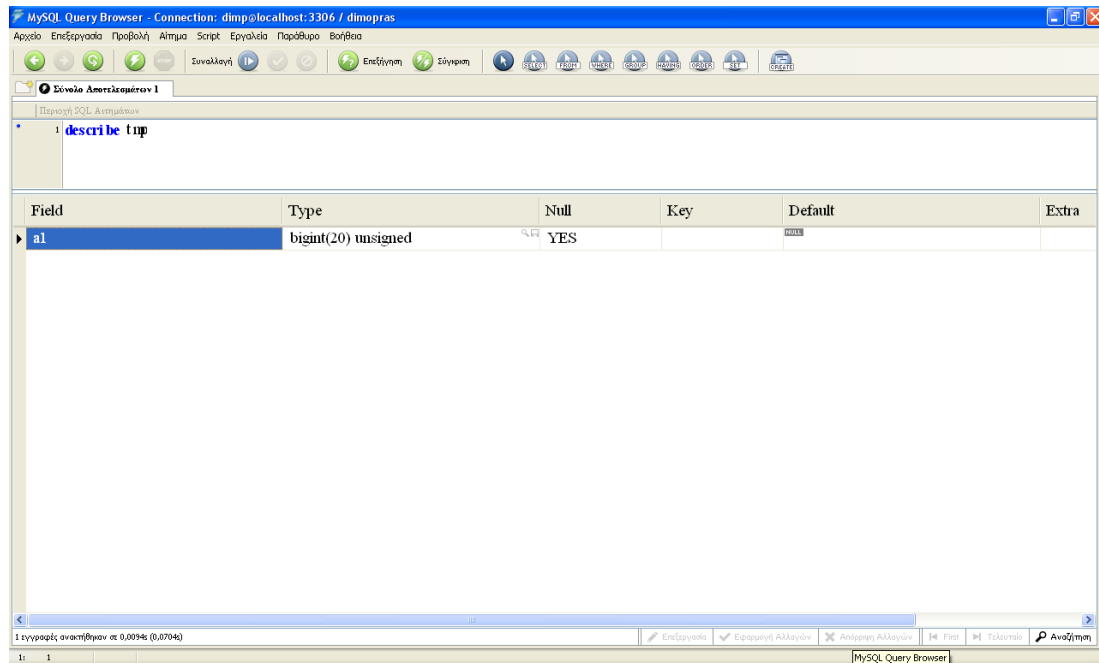 MySQL Query Browser - Connection: dimp@localhost:3306 / dimopras
Αρχείο Επεξεργασία Προβολή Αίτημα Script Εργαλεία Παράθυρο Βοήθεια
Συναλλαγή Επεξήγηση Σύγκριση SELECT FROM WHERE GROUP HAVING ORDER SET CREATE
Σύνολο Αποτελεσμάτων 1
Περιοχή SQL Αιτημάτων
1 describe tmp
Field Type Null Key Default Extra
a1 bigint(20) unsigned YES NULL
1 εγγραφές ανακτήθηκαν σε 0,0094s (0,0704s) Επεξεργασία Εφαρμογή Αλλαγών Απόρριψη Αλλαγών First Τελευταίο Αναζήτηση
1: 1 MySQL Query Browser